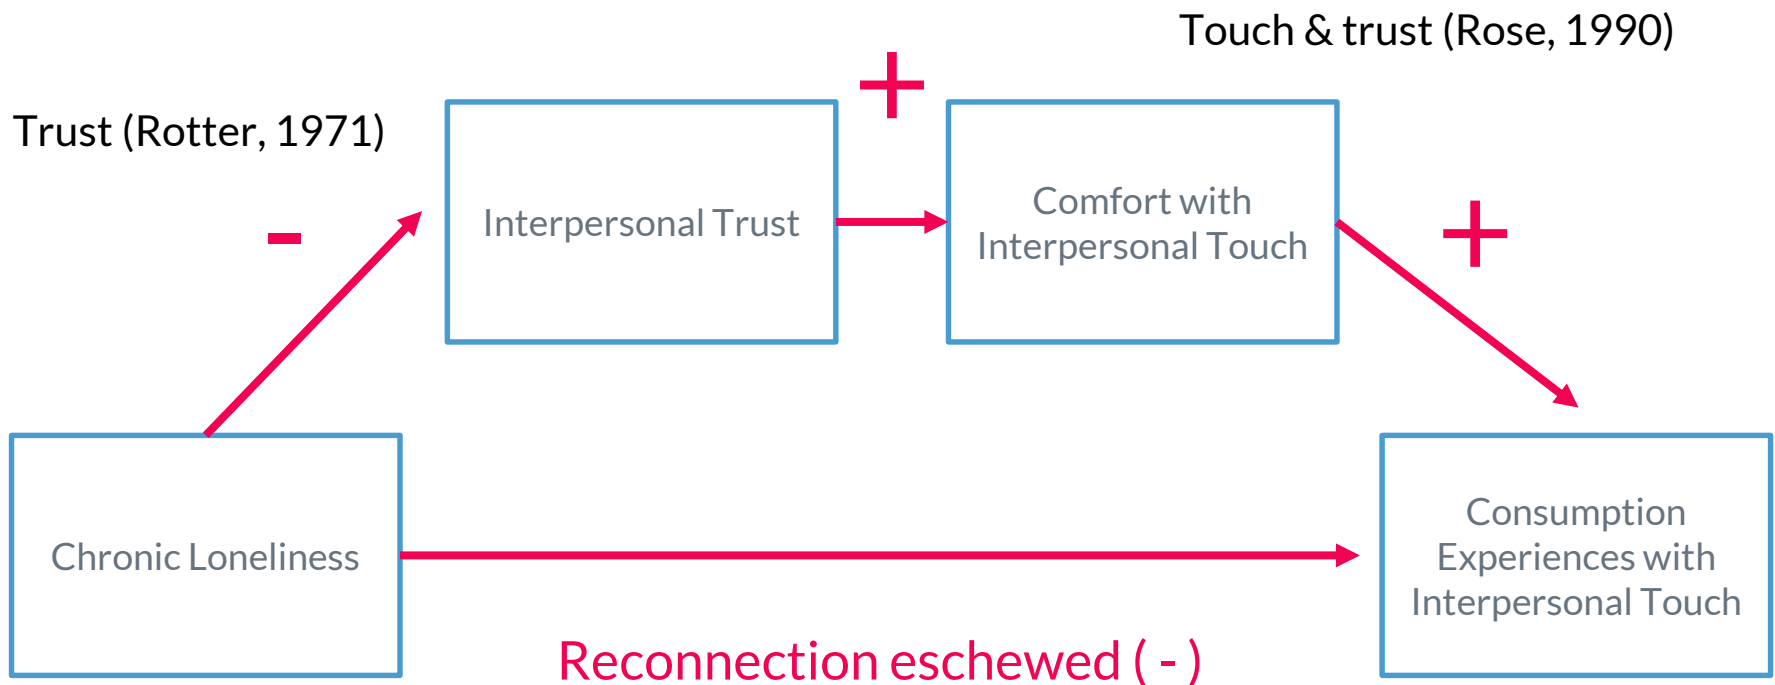 Touch & trust (Rose, 1990)
+
Trust (Rotter, 1971)
-
Interpersonal Trust
Comfort with
Interpersonal Touch
+
Chronic Loneliness
Consumption
Experiences with
Interpersonal Touch
Reconnection eschewed ( - )